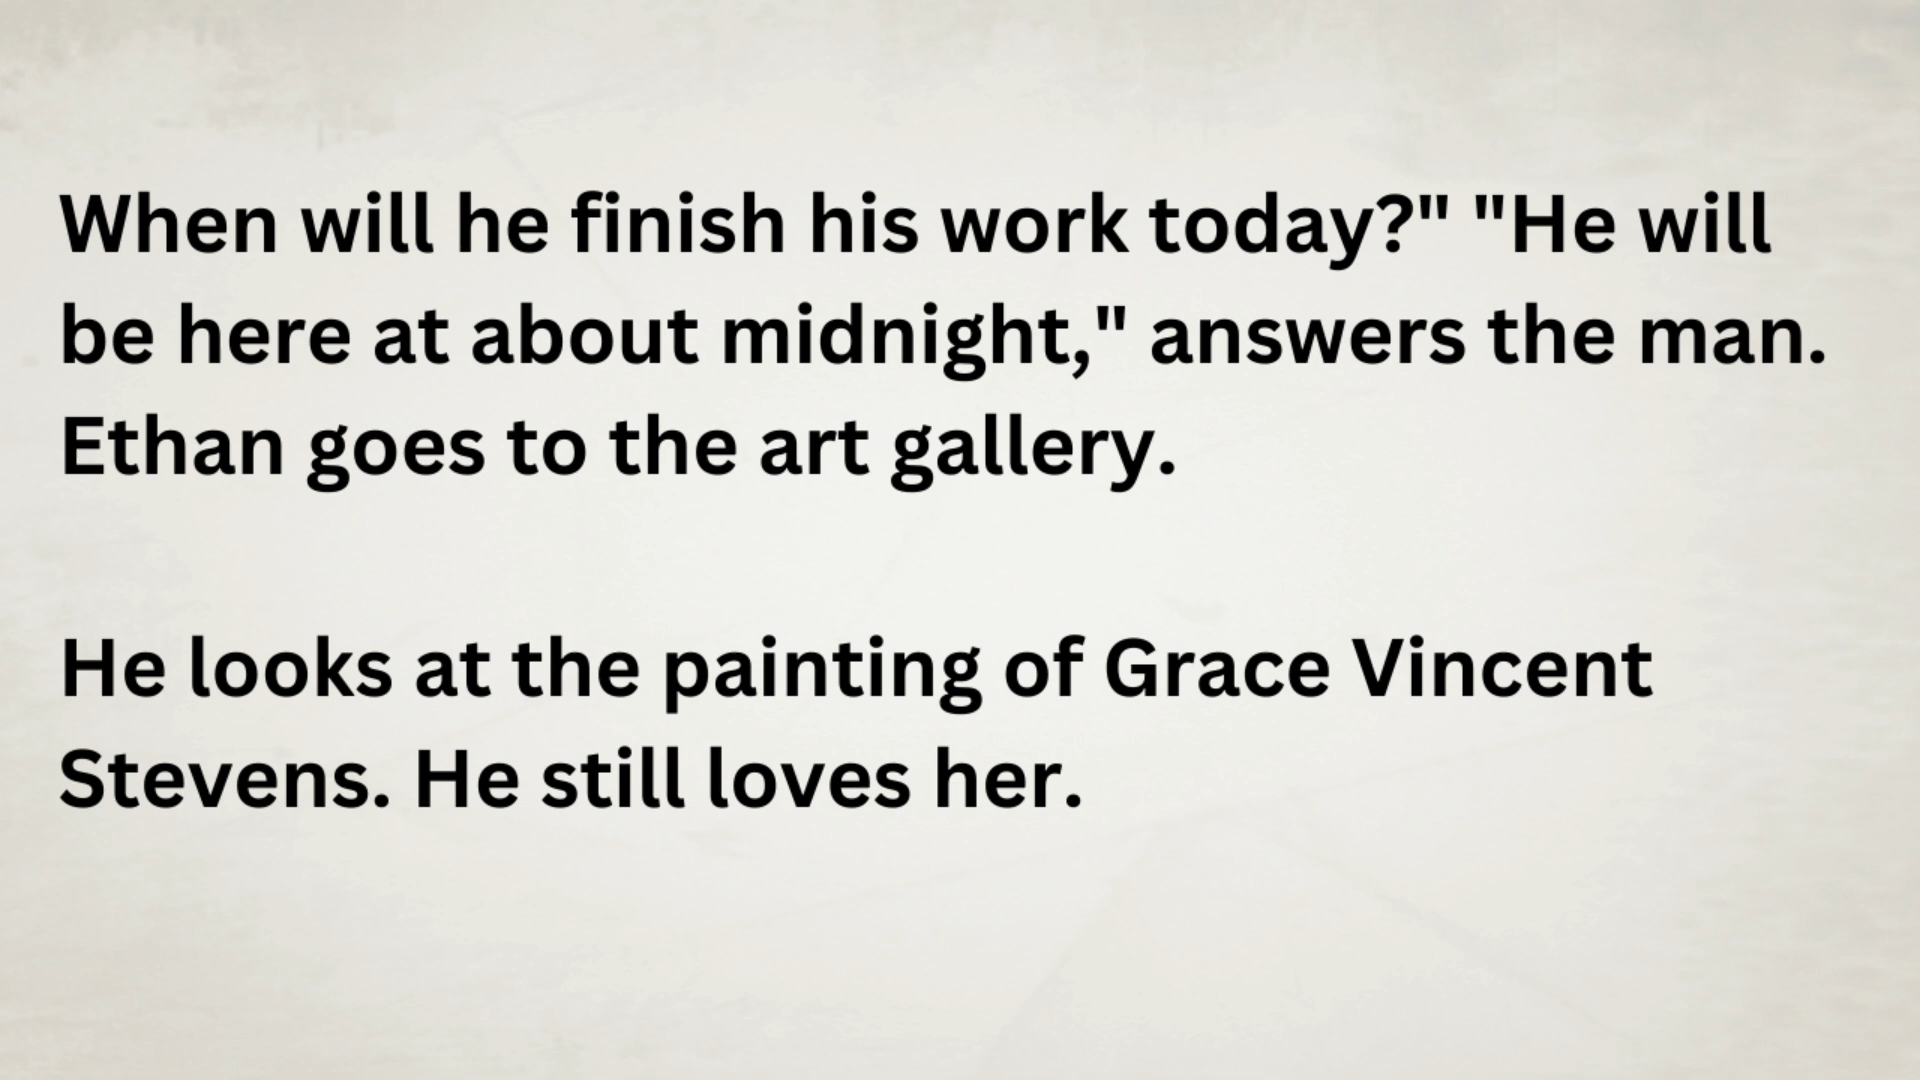 When will he finish his work today?" "He will
be here at about midnight," answers the man.
Ethan goes to the art gallery.
He looks at the painting of Grace Vincent
Stevens. He still loves her.